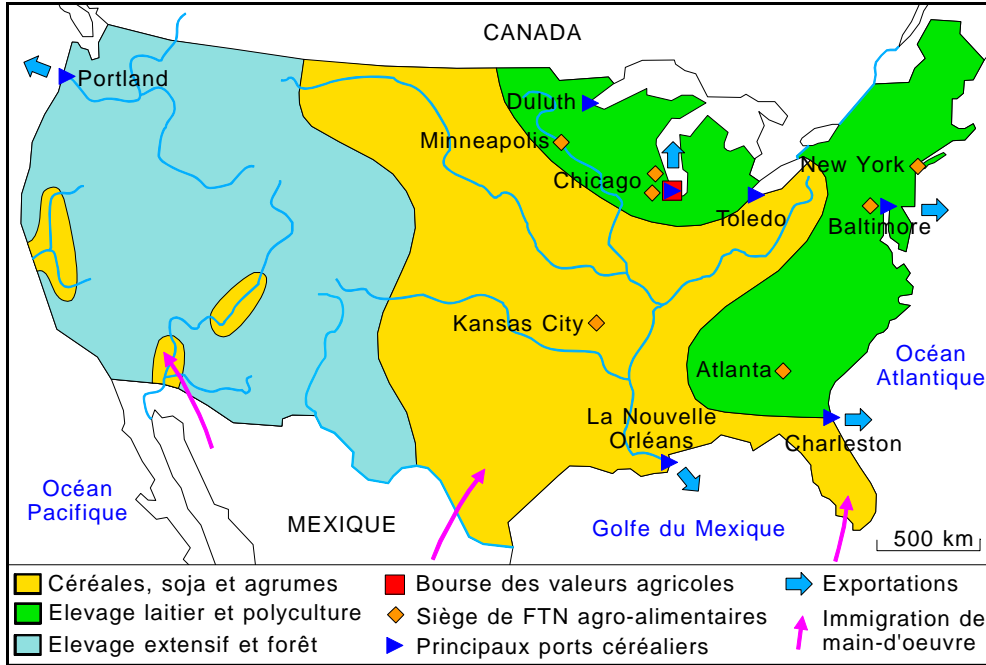 CANADA
Portland
Duluth
Minneapolis
Chicago
New York
Toledo
Baltimore
Kansas City
Atlanta
Océan
Atlantique
La Nouvelle
Orléans
Charleston
Océan
Pacifique
MEXIQUE
Golfe du Mexique
500 km
Céréales, soja et agrumes
Elevage laitier et polyculture
Elevage extensif et forêt
Bourse des valeurs agricoles
Siège de FTN agro-alimentaires
Principaux ports céréaliers
Exportations
Immigration de
main-d'oeuvre